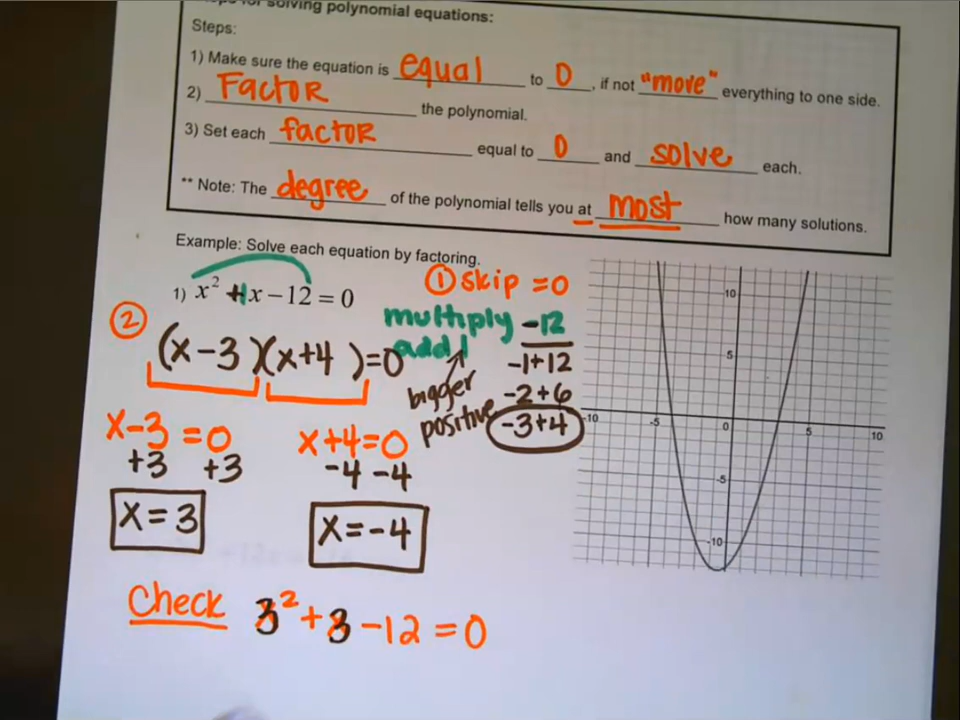 for solving polynomial equations:
Steps:
1) Make sure the equation is equal to 0, if not "move" everything to one side.
2) Factor the polynomial.
3) Set each factor equal to 0 and solve each.
** Note: The degree of the polynomial tells you at most how many solutions.
Example: Solve each equation by factoring.
① skip = 0
1) x² + 1x − 12 = 0
multiply −12
add 1
② (x − 3)(x + 4) = 0
−1 + 12
bigger positive
−2 + 6
−3 + 4
x − 3 = 0
+3 +3
x = 3
x + 4 = 0
−4 −4
x = −4
Check 3² + 3 − 12 = 0
10
5
-10 -5 0 5 10
-5
-10